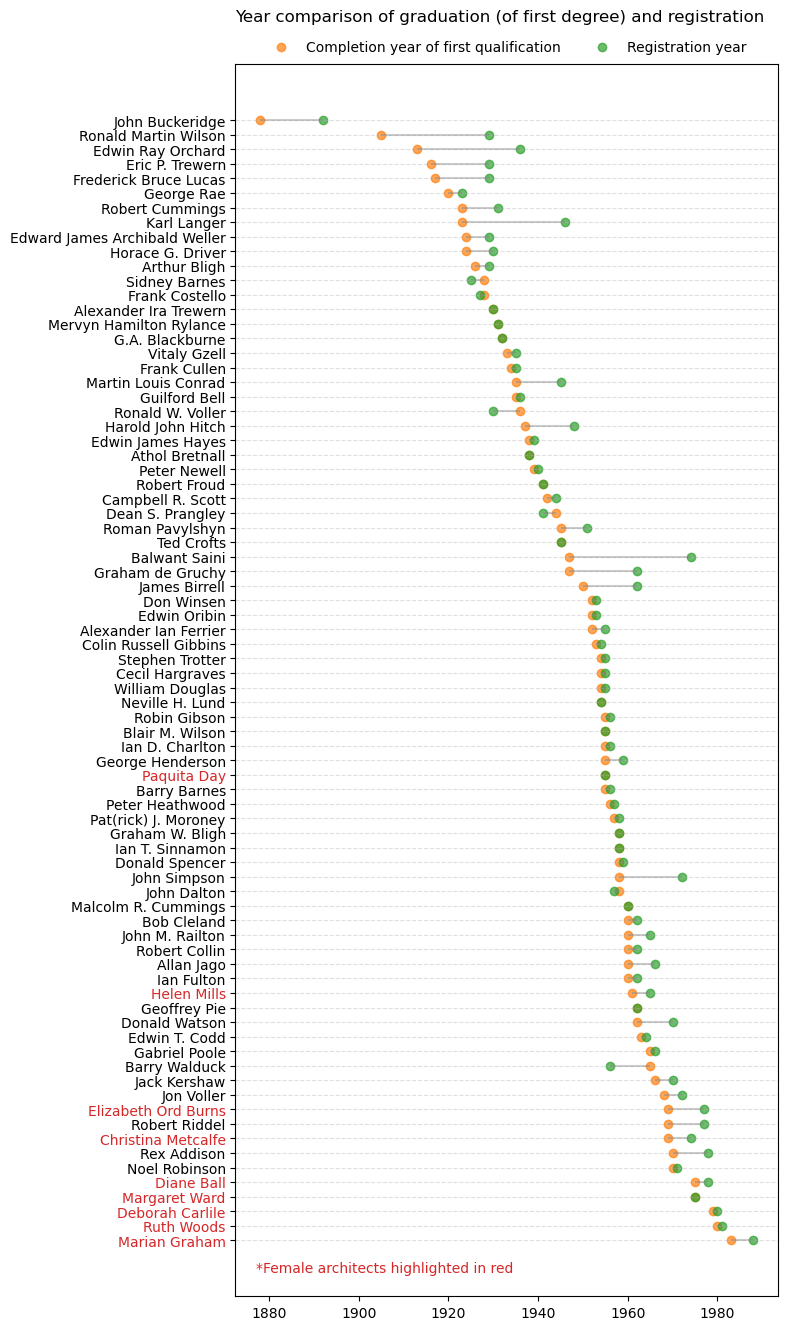 Year comparison of graduation (of first degree) and registration
Completion year of first qualification Registration year
John Buckeridge
Ronald Martin Wilson
Edwin Ray Orchard
Eric P. Trewern
Frederick Bruce Lucas
George Rae
Robert Cummings
Karl Langer
Edward James Archibald Weller
Horace G. Driver
Arthur Bligh
Sidney Barnes
Frank Costello
Alexander Ira Trewern
Mervyn Hamilton Rylance
G.A. Blackburne
Vitaly Gzell
Frank Cullen
Martin Louis Conrad
Guilford Bell
Ronald W. Voller
Harold John Hitch
Edwin James Hayes
Athol Bretnall
Peter Newell
Robert Froud
Campbell R. Scott
Dean S. Prangley
Roman Pavylshyn
Ted Crofts
Balwant Saini
Graham de Gruchy
James Birrell
Don Winsen
Edwin Oribin
Alexander Ian Ferrier
Colin Russell Gibbins
Stephen Trotter
Cecil Hargraves
William Douglas
Neville H. Lund
Robin Gibson
Blair M. Wilson
Ian D. Charlton
George Henderson
Paquita Day
Barry Barnes
Peter Heathwood
Pat(rick) J. Moroney
Graham W. Bligh
Ian T. Sinnamon
Donald Spencer
John Simpson
John Dalton
Malcolm R. Cummings
Bob Cleland
John M. Railton
Robert Collin
Allan Jago
Ian Fulton
Helen Mills
Geoffrey Pie
Donald Watson
Edwin T. Codd
Gabriel Poole
Barry Walduck
Jack Kershaw
Jon Voller
Elizabeth Ord Burns
Robert Riddel
Christina Metcalfe
Rex Addison
Noel Robinson
Diane Ball
Margaret Ward
Deborah Carlile
Ruth Woods
Marian Graham
*Female architects highlighted in red
1880 1900 1920 1940 1960 1980